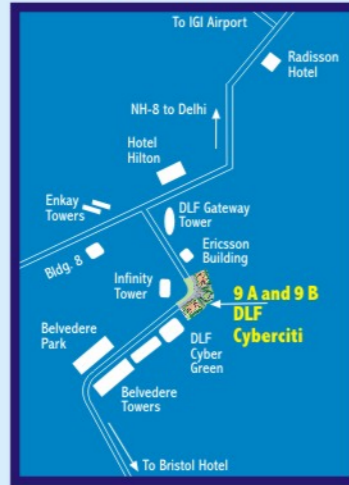 To IGI Airport
Radisson
Hotel
NH-8 to Delhi
Hotel
Hilton
Enkay
Towers
DLF Gateway
Tower
Ericsson
Building
Bldg. 8
Infinity
Tower
9 A and 9 B
DLF
Cyberciti
Belvedere
Park
DLF
Cyber
Green
Belvedere
Towers
To Bristol Hotel